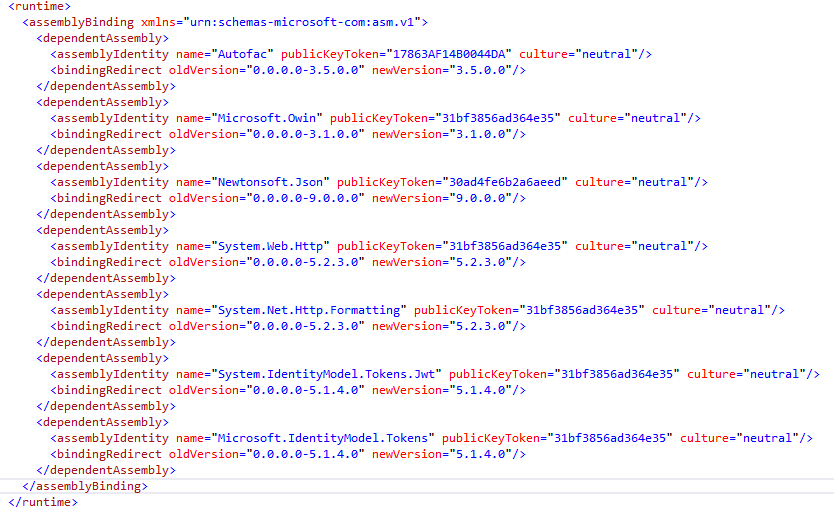 <runtime>
<assemblyBinding xmlns="urn:schemas-microsoft-com:asm.v1">
<dependentAssembly>
<assemblyIdentity name="Autofac" publicKeyToken="17863AF14B0044DA" culture="neutral"/>
<bindingRedirect oldVersion="0.0.0.0-3.5.0.0" newVersion="3.5.0.0"/>
</dependentAssembly>
<dependentAssembly>
<assemblyIdentity name="Microsoft.Owin" publicKeyToken="31bf3856ad364e35" culture="neutral"/>
<bindingRedirect oldVersion="0.0.0.0-3.1.0.0" newVersion="3.1.0.0"/>
</dependentAssembly>
<dependentAssembly>
<assemblyIdentity name="Newtonsoft.Json" publicKeyToken="30ad4fe6b2a6aeed" culture="neutral"/>
<bindingRedirect oldVersion="0.0.0.0-9.0.0.0" newVersion="9.0.0.0"/>
</dependentAssembly>
<dependentAssembly>
<assemblyIdentity name="System.Web.Http" publicKeyToken="31bf3856ad364e35" culture="neutral"/>
<bindingRedirect oldVersion="0.0.0.0-5.2.3.0" newVersion="5.2.3.0"/>
</dependentAssembly>
<dependentAssembly>
<assemblyIdentity name="System.Net.Http.Formatting" publicKeyToken="31bf3856ad364e35" culture="neutral"/>
<bindingRedirect oldVersion="0.0.0.0-5.2.3.0" newVersion="5.2.3.0"/>
</dependentAssembly>
<dependentAssembly>
<assemblyIdentity name="System.IdentityModel.Tokens.Jwt" publicKeyToken="31bf3856ad364e35" culture="neutral"/>
<bindingRedirect oldVersion="0.0.0.0-5.1.4.0" newVersion="5.1.4.0"/>
</dependentAssembly>
<dependentAssembly>
<assemblyIdentity name="Microsoft.IdentityModel.Tokens" publicKeyToken="31bf3856ad364e35" culture="neutral"/>
<bindingRedirect oldVersion="0.0.0.0-5.1.4.0" newVersion="5.1.4.0"/>
</dependentAssembly>
</assemblyBinding>
</runtime>